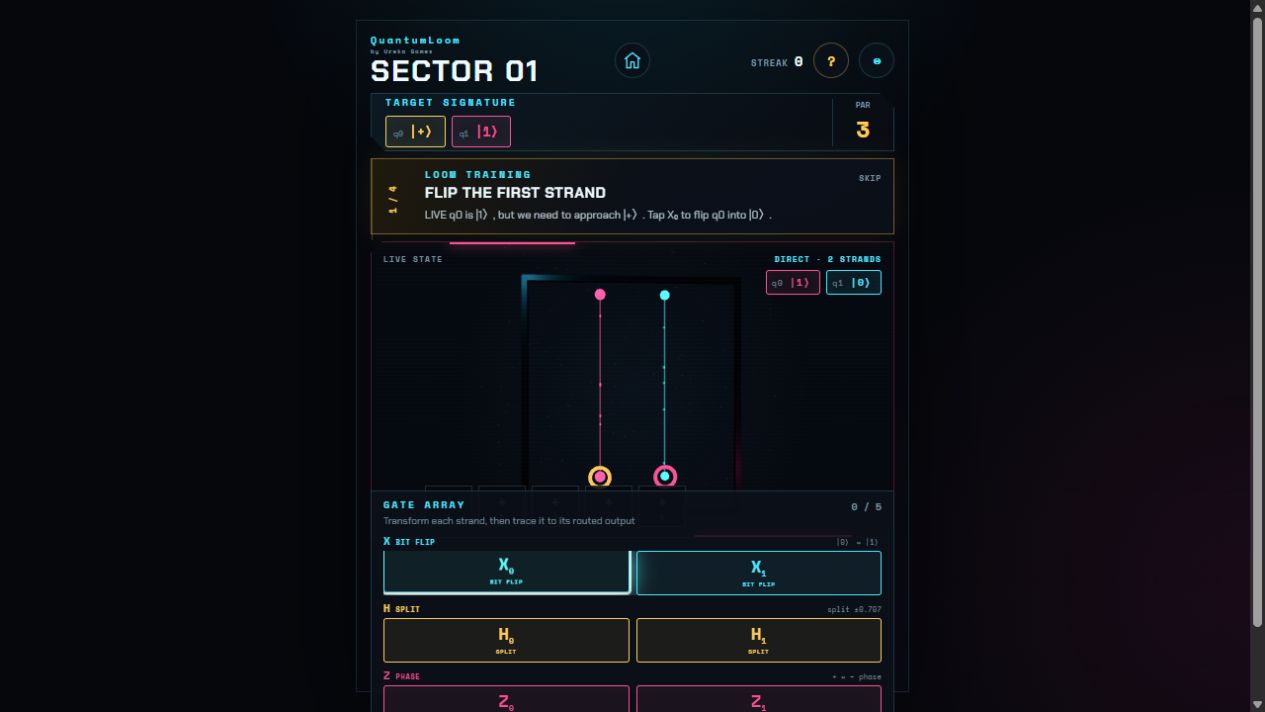 QuantumLoom
by Ureka Games
SECTOR 01
STREAK 0
?
TARGET SIGNATURE
q0 |+⟩
q1 |1⟩
PAR
3
1 / 4
LOOM TRAINING
SKIP
FLIP THE FIRST STRAND
LIVE q0 is |1⟩ , but we need to approach |+⟩ . Tap X₀ to flip q0 into |0⟩ .
LIVE STATE
DIRECT · 2 STRANDS
q0 |1⟩
q1 |0⟩
GATE ARRAY
0 / 5
Transform each strand, then trace it to its routed output
X BIT FLIP
|0⟩ ↔ |1⟩
X₀
BIT FLIP
X₁
BIT FLIP
H SPLIT
split ±0.707
H₀
SPLIT
H₁
SPLIT
Z PHASE
+ ↔ - phase
Z₀
Z₁